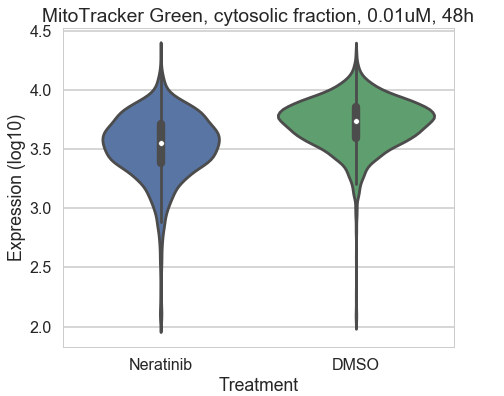 MitoTracker Green, cytosolic fraction, 0.01uM, 48h
4.5
4.0
3.5
3.0
2.5
2.0
Expression (log10)
Neratinib DMSO
Treatment